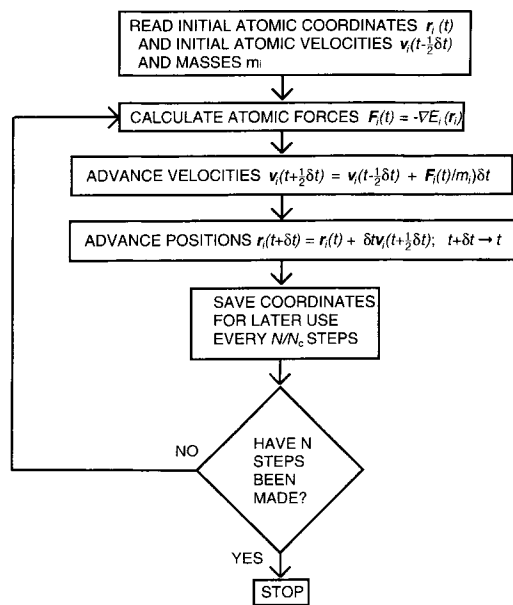 READ INITIAL ATOMIC COORDINATES rᵢ(t)
AND INITIAL ATOMIC VELOCITIES vᵢ(t-½δt)
AND MASSES mᵢ
CALCULATE ATOMIC FORCES Fᵢ(t) = -∇Eᵢ(rᵢ)
ADVANCE VELOCITIES vᵢ(t+½δt) = vᵢ(t-½δt) + Fᵢ(t)/mᵢ)δt
ADVANCE POSITIONS rᵢ(t+δt) = rᵢ(t) + δtvᵢ(t+½δt); t+δt → t
SAVE COORDINATES
FOR LATER USE
EVERY N/N꜀ STEPS
NO
HAVE N
STEPS
BEEN
MADE?
YES
STOP